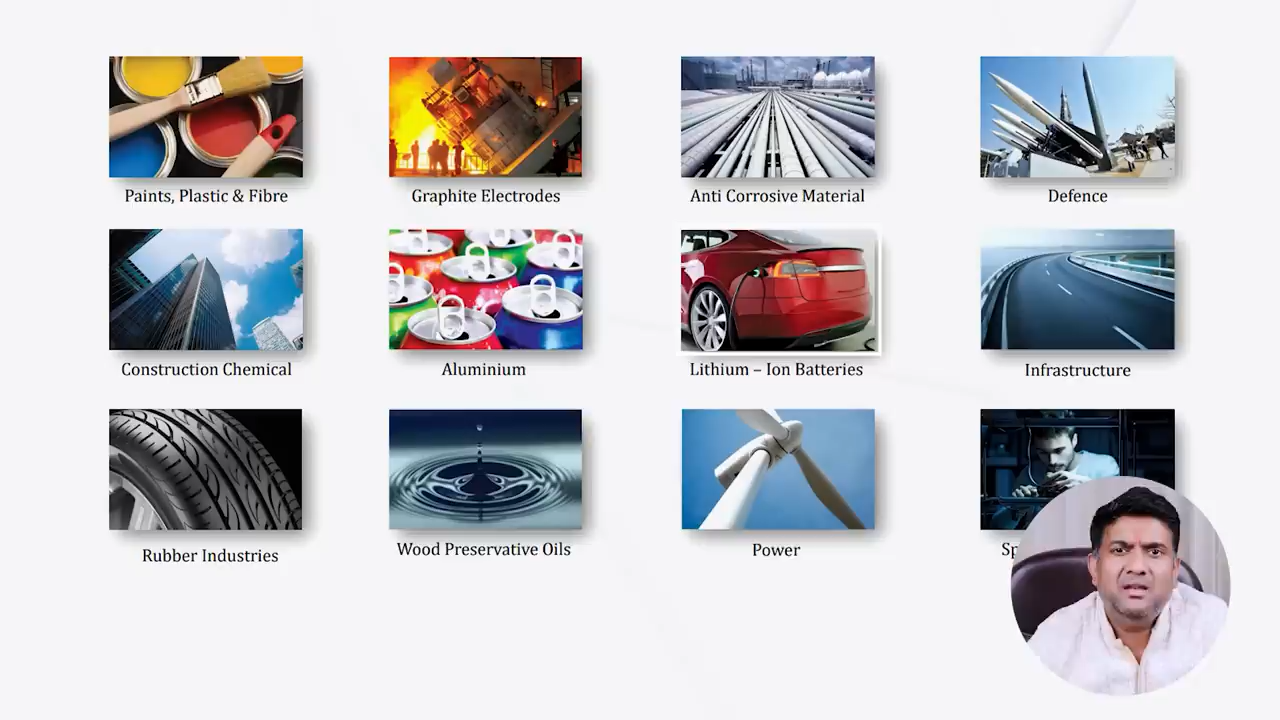 Paints, Plastic & Fibre
Graphite Electrodes
Anti Corrosive Material
Defence
Construction Chemical
Aluminium
Lithium – Ion Batteries
Infrastructure
Rubber Industries
Wood Preservative Oils
Power